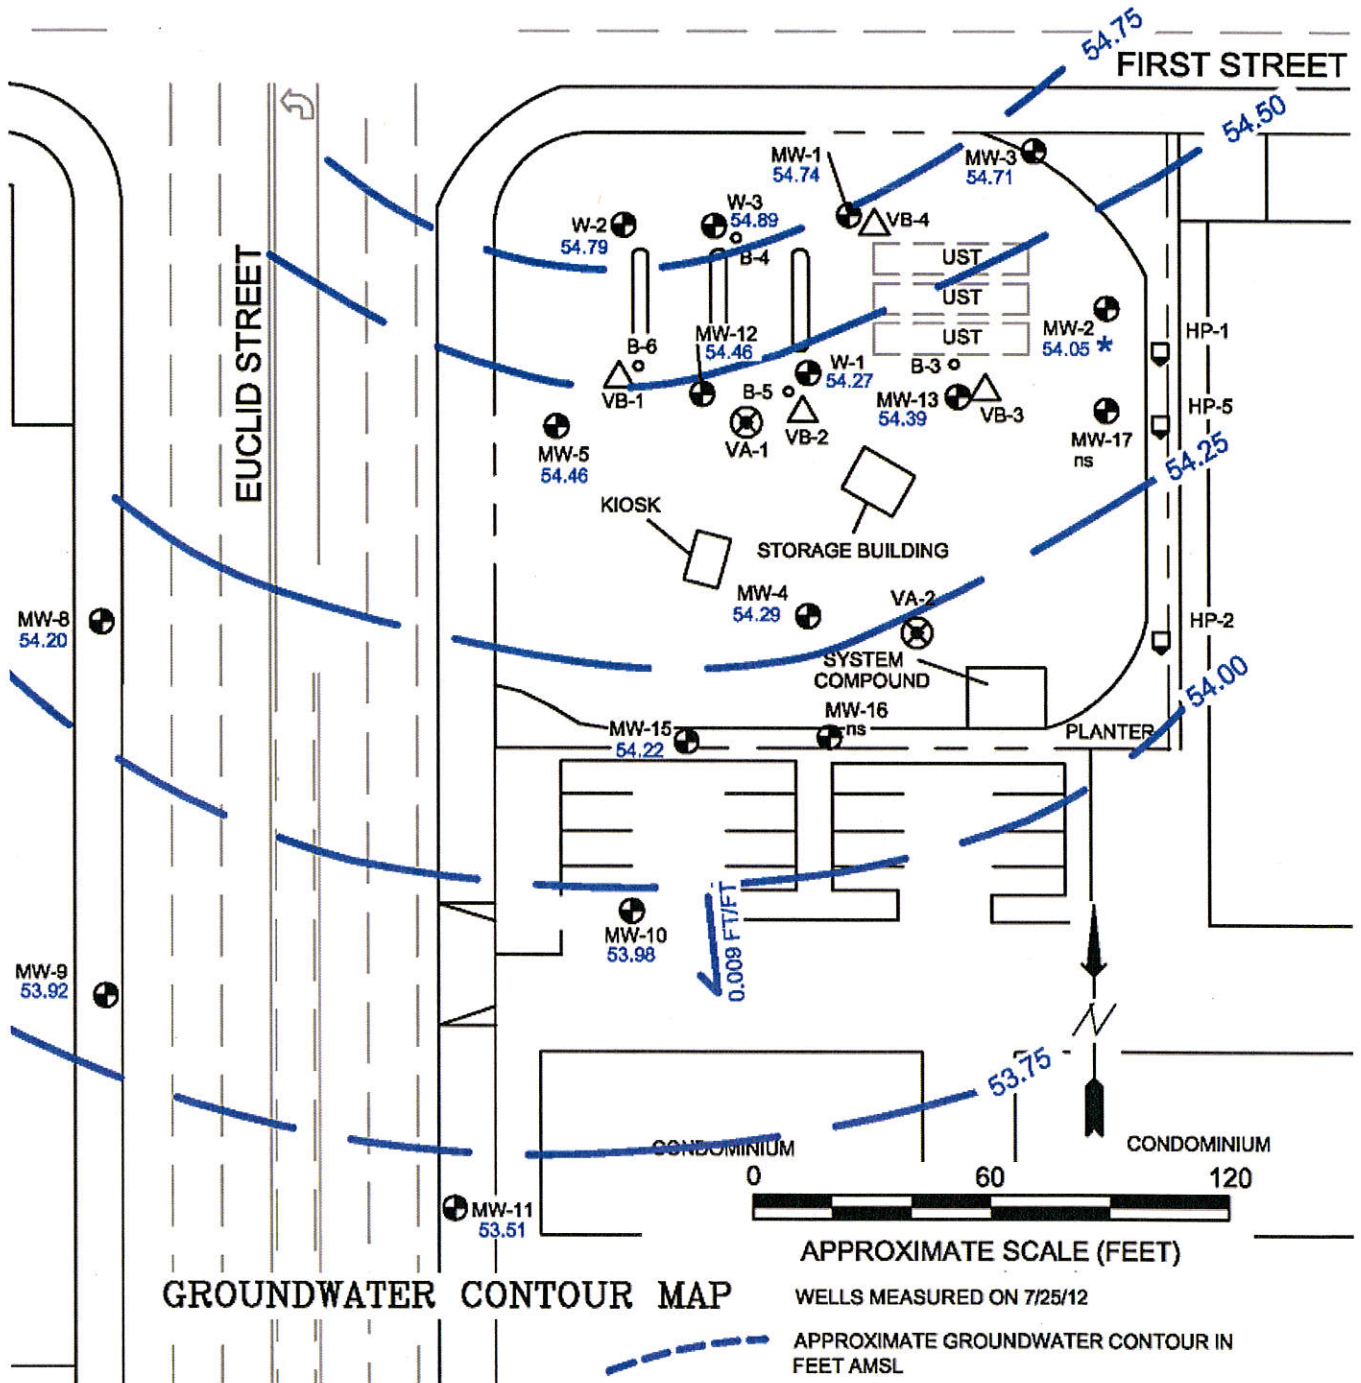 54.75
FIRST STREET
54.50
MW-1
54.74
MW-3
54.71
W-3
54.89
W-2
54.79
VB-4
B-4
UST
UST
UST
EUCLID STREET
MW-12
54.46
B-6
VB-1
W-1
54.27
B-5
VB-2
VA-1
B-3
MW-13
54.39
VB-3
MW-2
54.05 *
HP-1
HP-5
MW-17
ns
MW-5
54.46
54.25
KIOSK
STORAGE BUILDING
MW-4
54.29
VA-2
MW-8
54.20
HP-2
SYSTEM
COMPOUND
54.00
MW-15
54.22
MW-16
ns
PLANTER
MW-10
53.98
0.009 FT/FT
MW-9
53.92
N
53.75
CONDOMINIUM
CONDOMINIUM
0 60 120
MW-11
53.51
APPROXIMATE SCALE (FEET)
GROUNDWATER CONTOUR MAP
WELLS MEASURED ON 7/25/12
APPROXIMATE GROUNDWATER CONTOUR IN
FEET AMSL